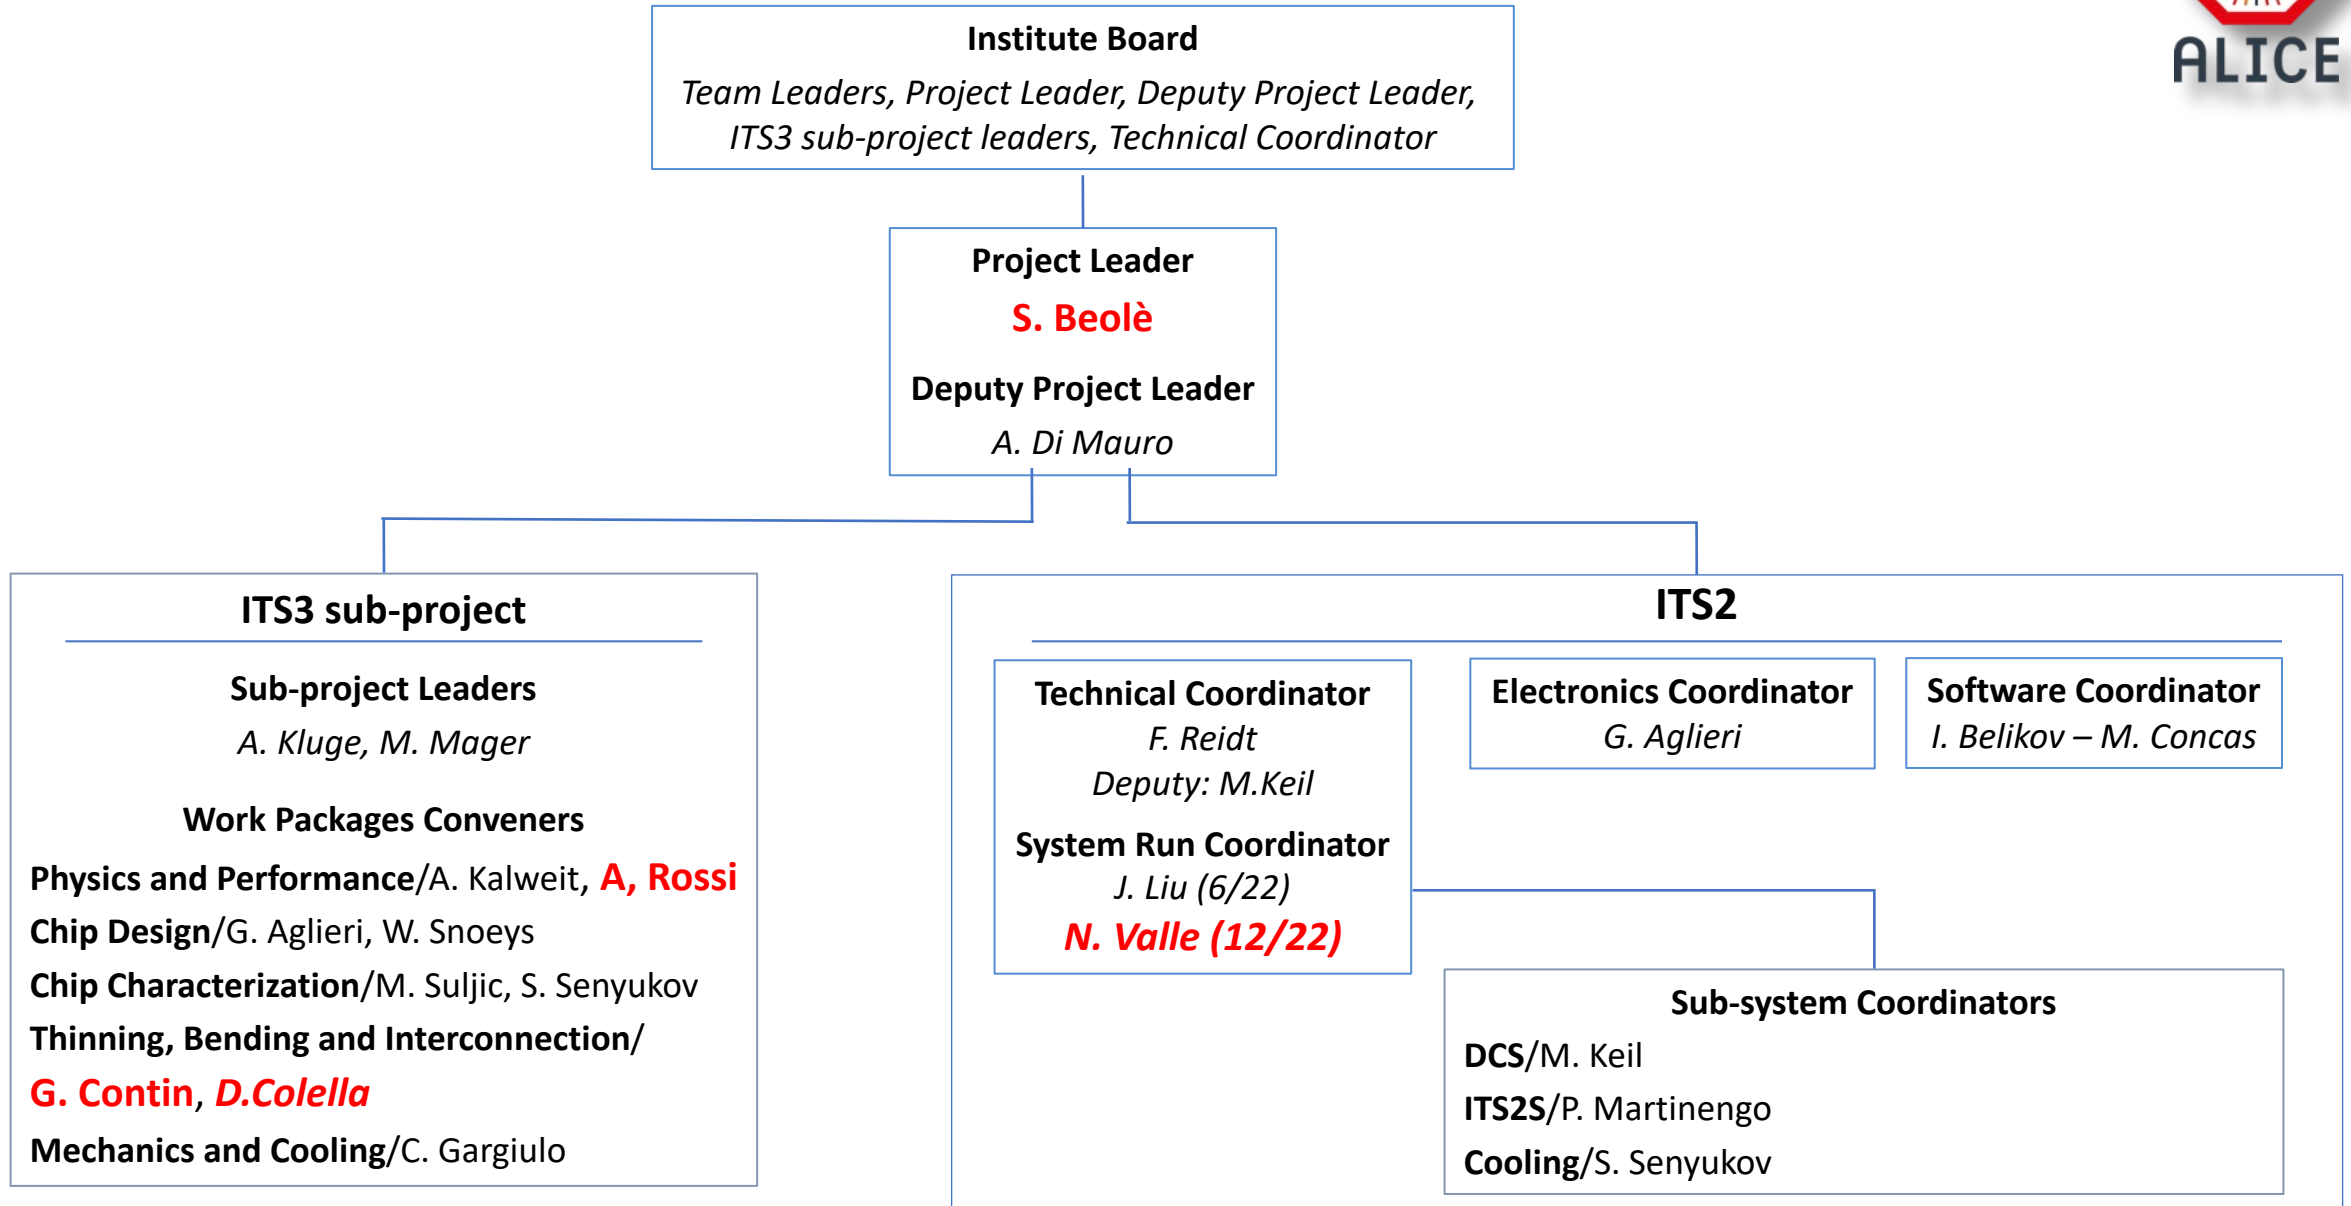 Institute Board
Team Leaders, Project Leader, Deputy Project Leader,
ITS3 sub-project leaders, Technical Coordinator
ALICE
Project Leader
S. Beolè
Deputy Project Leader
A. Di Mauro
ITS3 sub-project
Sub-project Leaders
A. Kluge, M. Mager
Work Packages Conveners
Physics and Performance/A. Kalweit, A, Rossi
Chip Design/G. Aglieri, W. Snoeys
Chip Characterization/M. Suljic, S. Senyukov
Thinning, Bending and Interconnection/
G. Contin, D.Colella
Mechanics and Cooling/C. Gargiulo
ITS2
Technical Coordinator
F. Reidt
Deputy: M.Keil
System Run Coordinator
J. Liu (6/22)
N. Valle (12/22)
Electronics Coordinator
G. Aglieri
Software Coordinator
I. Belikov – M. Concas
Sub-system Coordinators
DCS/M. Keil
ITS2S/P. Martinengo
Cooling/S. Senyukov